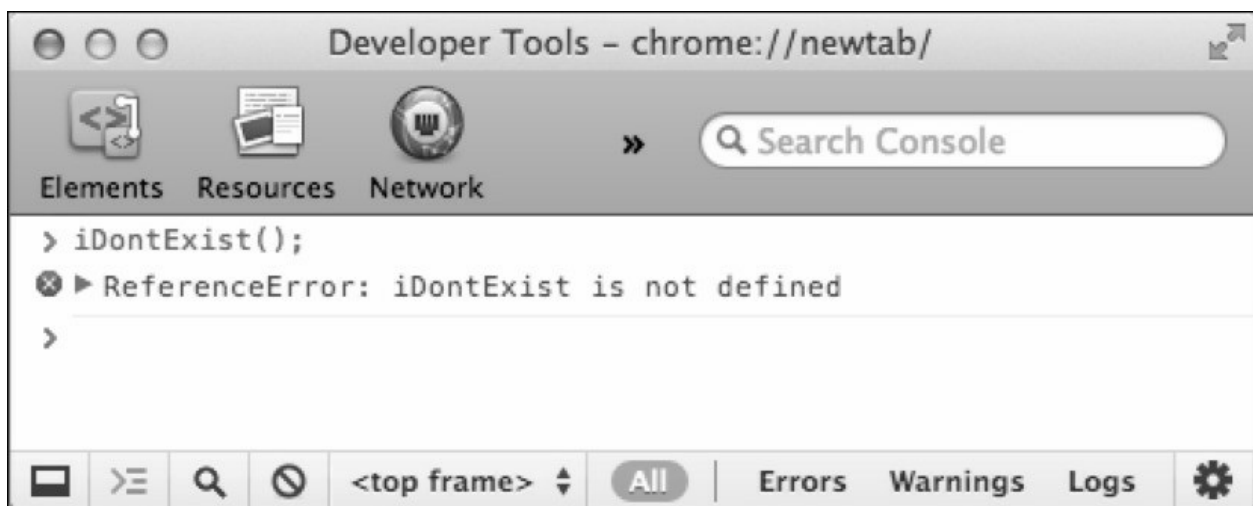 Developer Tools – chrome://newtab/
» Search Console
Elements Resources Network
> iDontExist();
ReferenceError: iDontExist is not defined
>
<top frame> All Errors Warnings Logs